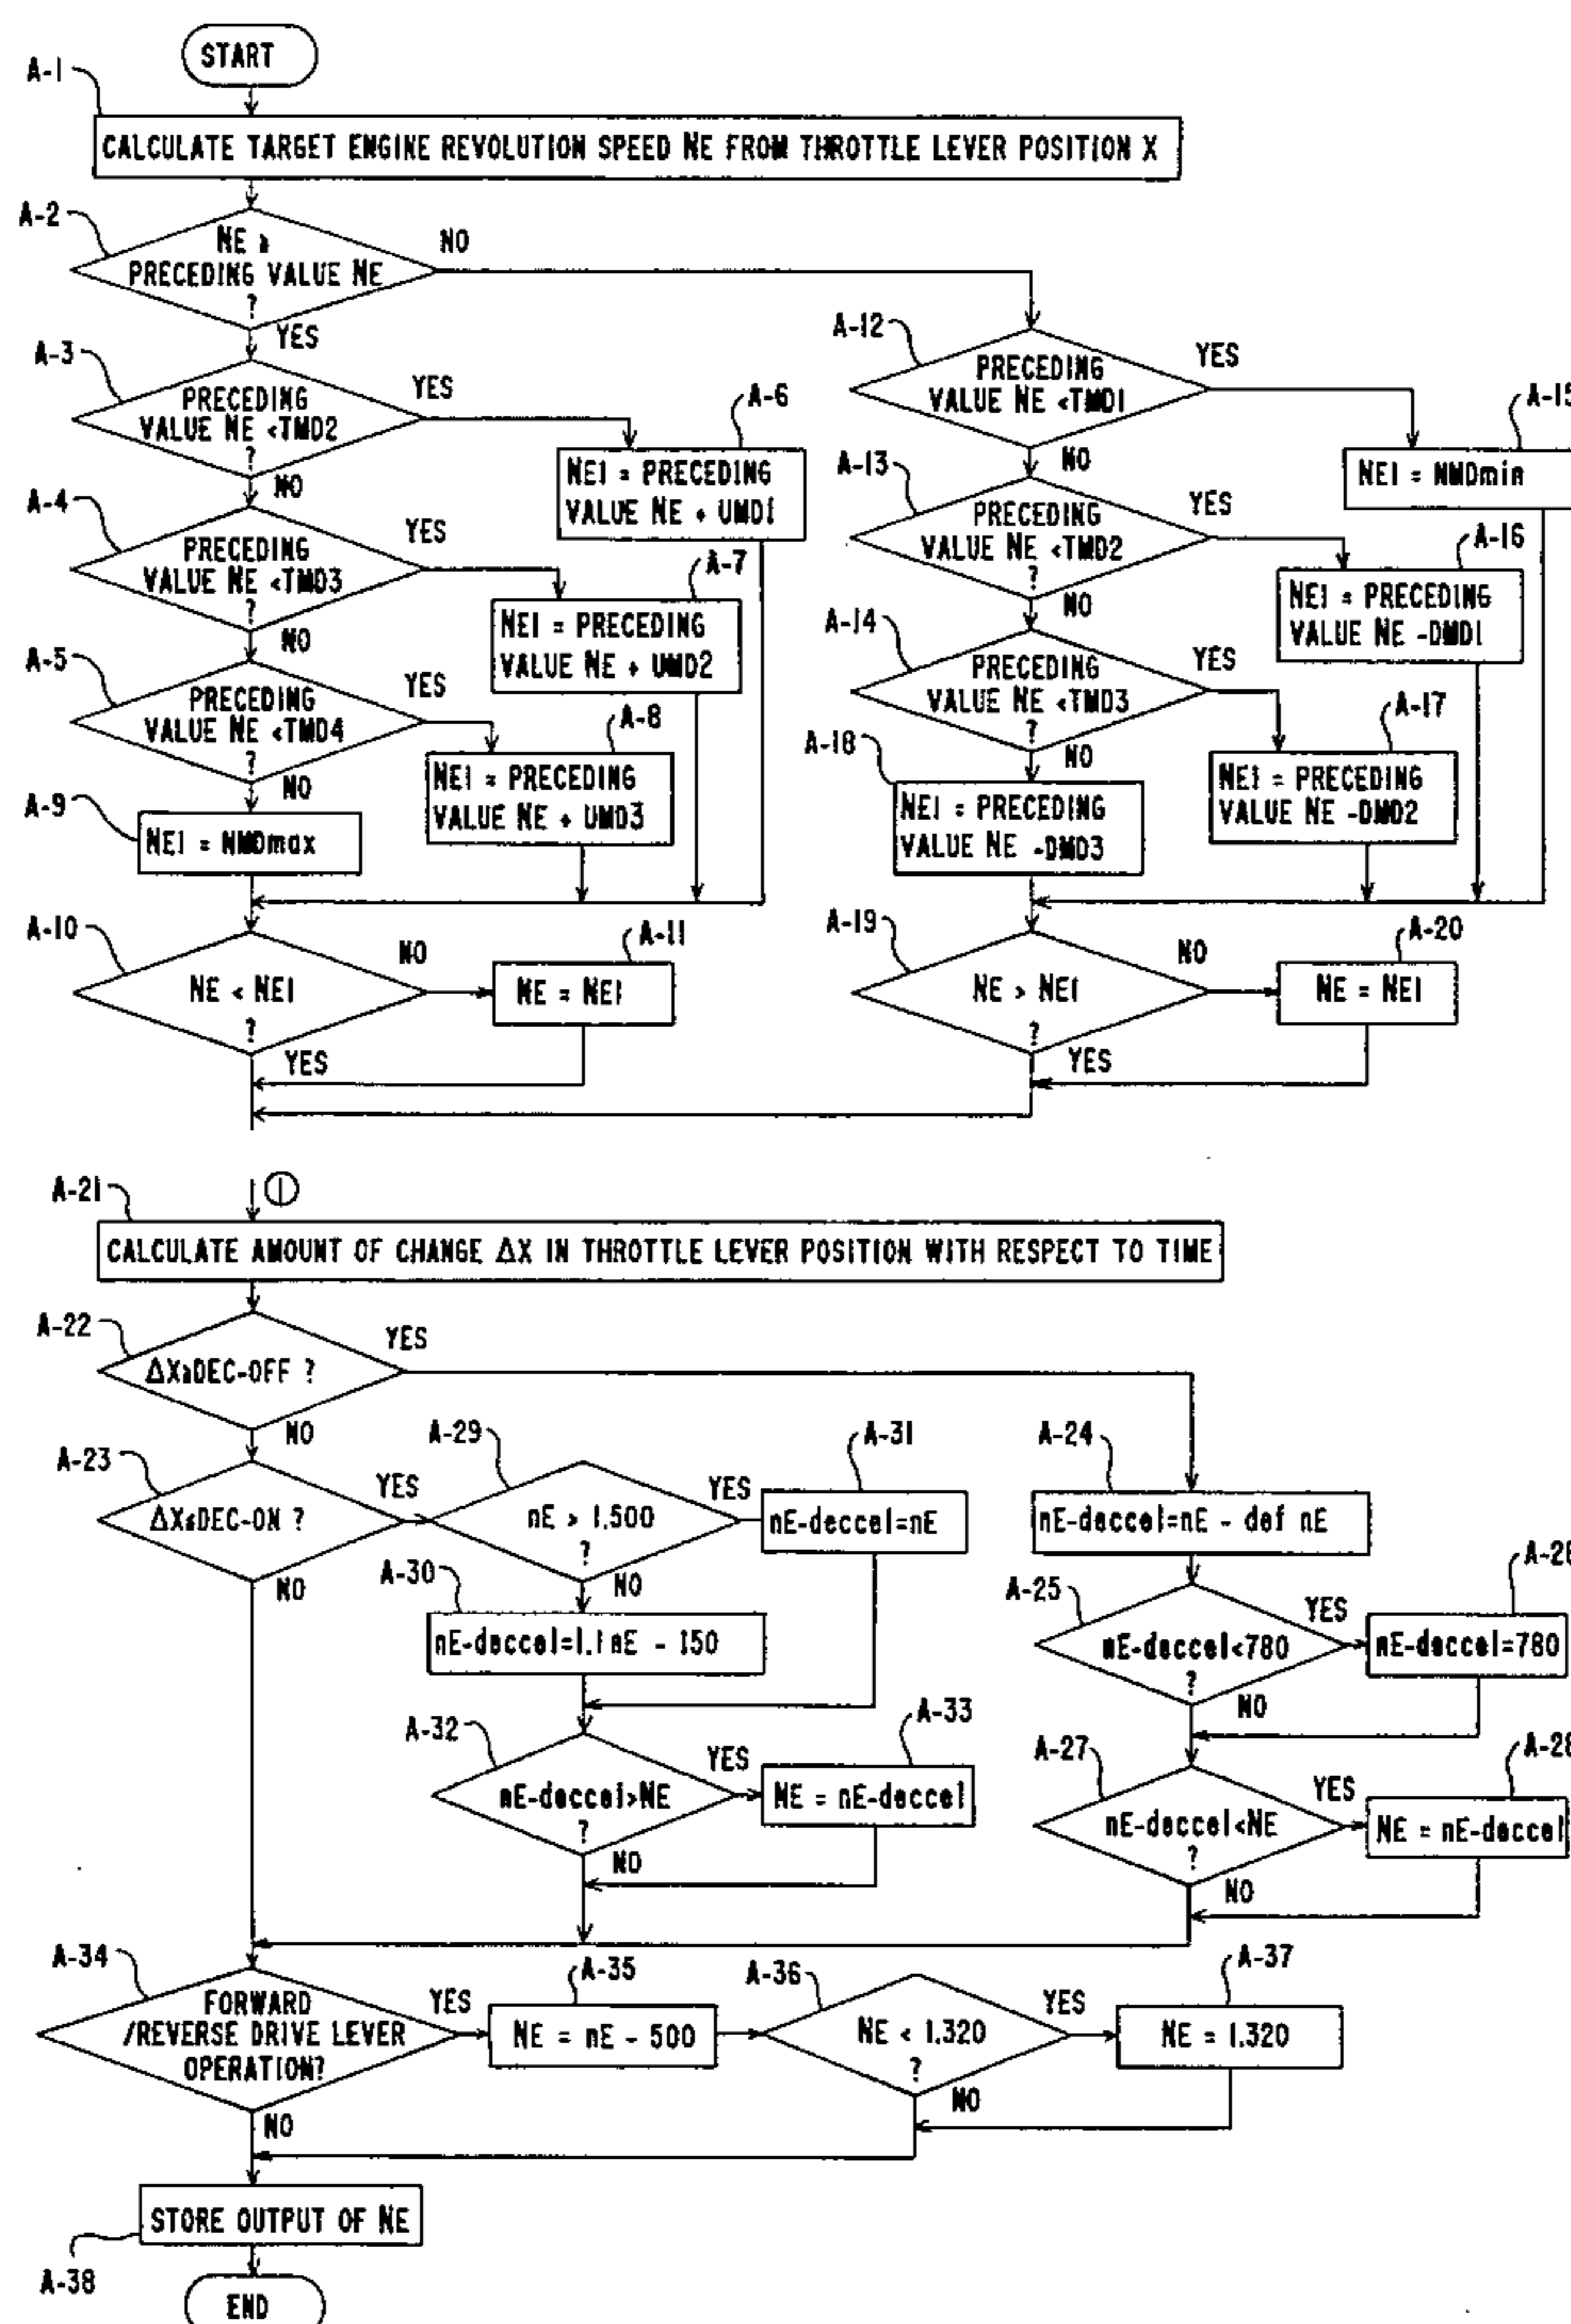 START
A-1
CALCULATE TARGET ENGINE REVOLUTION SPEED NE FROM THROTTLE LEVER POSITION X
A-2
NE ≥
PRECEDING VALUE NE
?
NO
YES
A-3
PRECEDING
VALUE NE <TMD2
?
YES
NO
A-6
NE1 = PRECEDING
VALUE NE + UMD1
A-4
PRECEDING
VALUE NE <TMD3
?
YES
NO
A-7
NE1 = PRECEDING
VALUE NE + UMD2
A-5
PRECEDING
VALUE NE <TMD4
?
YES
NO
A-8
NE1 = PRECEDING
VALUE NE + UMD3
A-9
NE1 = NMDmax
A-10
NE < NE1
?
NO
YES
A-11
NE = NE1
A-12
PRECEDING
VALUE NE <TMD1
YES
NO
A-15
NE1 = NMDmin
A-13
PRECEDING
VALUE NE <TMD2
?
YES
NO
A-16
NE1 = PRECEDING
VALUE NE -DMD1
A-14
PRECEDING
VALUE NE <TMD3
?
YES
NO
A-17
NE1 = PRECEDING
VALUE NE -DMD2
A-18
NE1 = PRECEDING
VALUE NE -DMD3
A-19
NE > NE1
?
NO
YES
A-20
NE = NE1
1
A-21
CALCULATE AMOUNT OF CHANGE ΔX IN THROTTLE LEVER POSITION WITH RESPECT TO TIME
A-22
ΔX≥DEC-OFF ?
YES
NO
A-23
ΔX≤DEC-ON ?
YES
NO
A-29
nE > 1.500
?
YES
NO
A-31
nE-deccel=nE
A-30
nE-deccel=1.1 nE - 150
A-32
nE-deccel>NE
?
YES
NO
A-33
NE = nE-deccel
A-24
nE-deccel=nE - def nE
A-25
nE-deccel<780
?
YES
NO
A-26
nE-deccel=780
A-27
nE-deccel<NE
?
YES
NO
A-28
NE = nE-deccel
A-34
FORWARD
/REVERSE DRIVE LEVER
OPERATION?
YES
NO
A-35
NE = nE - 500
A-36
NE < 1.320
?
YES
NO
A-37
NE = 1.320
STORE OUTPUT OF NE
A-38
END